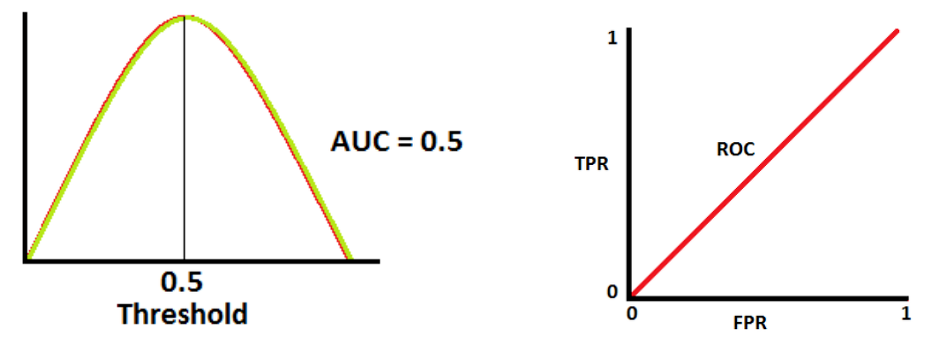 AUC = 0.5
0.5
Threshold
1
ROC
TPR
0
0
1
FPR